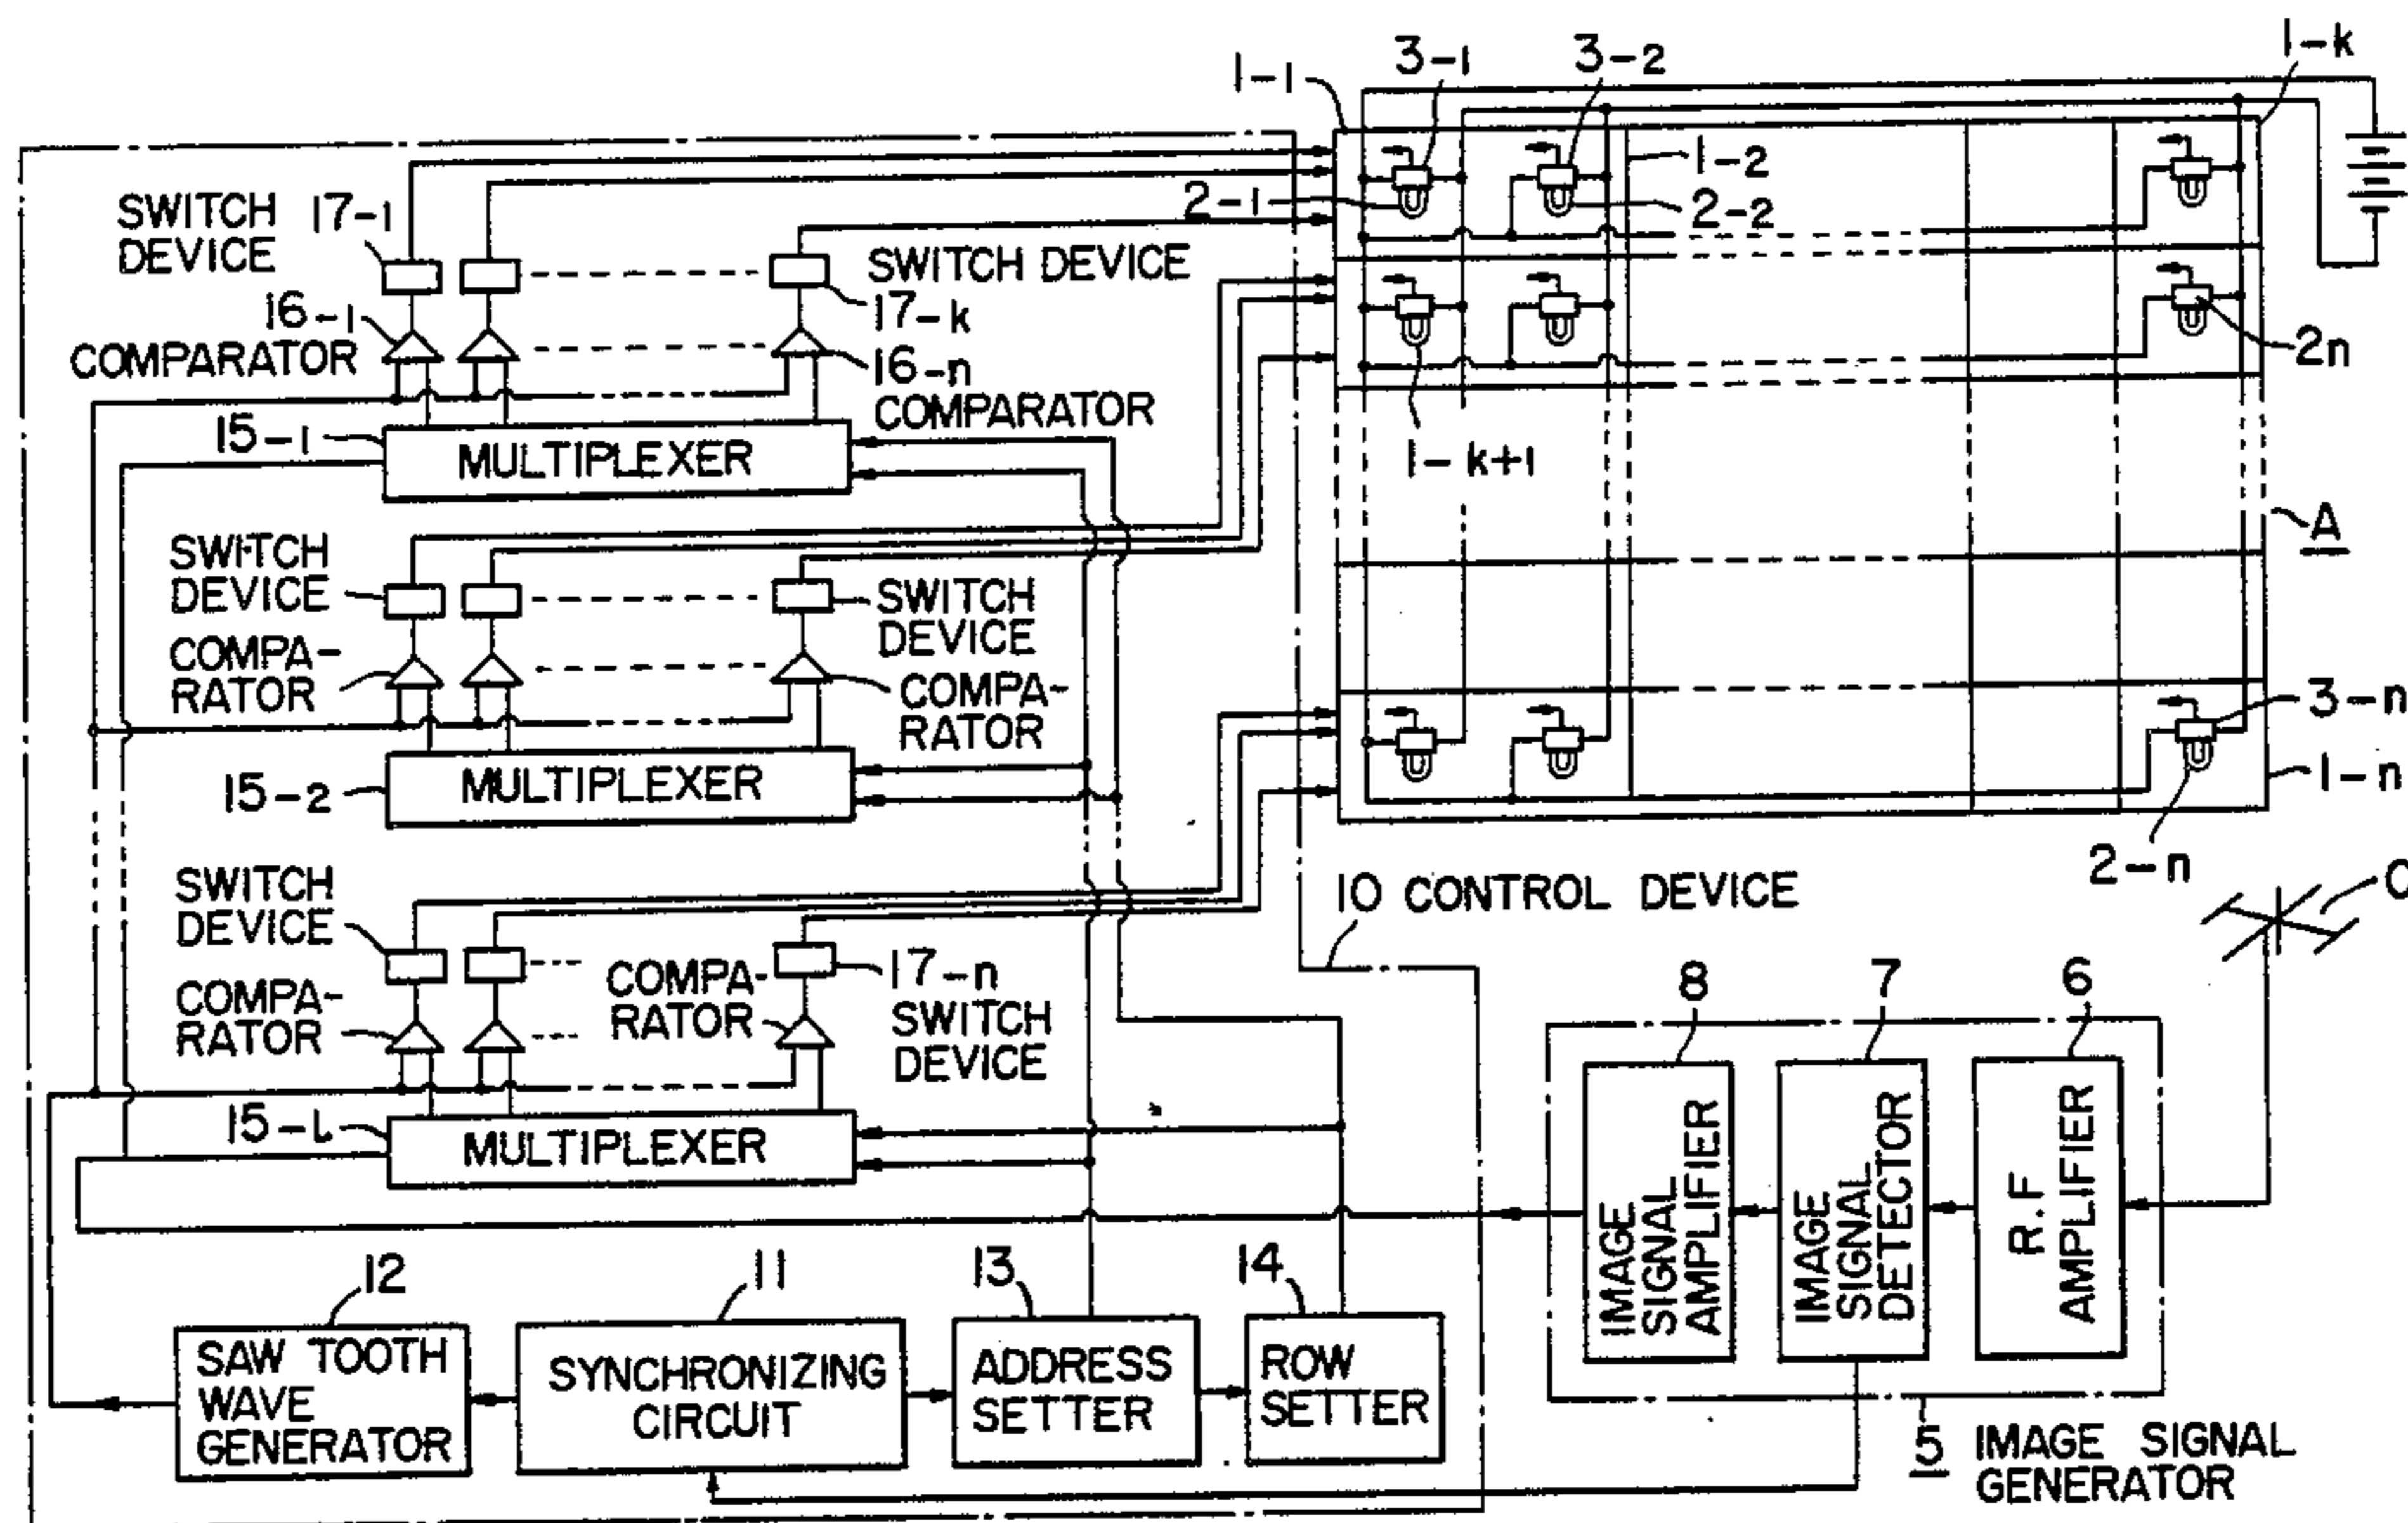 1-1
3-1
3-2
1-k
1-2
2-1
2-2
SWITCH
DEVICE
17-1
SWITCH DEVICE
17-k
16-1
COMPARATOR
16-n
COMPARATOR
2n
15-1
MULTIPLEXER
1-k+1
A
SWITCH
DEVICE
SWITCH
DEVICE
COMPA-
RATOR
COMPA-
RATOR
3-n
15-2
MULTIPLEXER
1-n
2-n
SWITCH
DEVICE
10 CONTROL DEVICE
COMPA-
RATOR
COMPA-
RATOR
17-n
SWITCH
DEVICE
8
7
6
15-L
MULTIPLEXER
IMAGE
SIGNAL
AMPLIFIER
IMAGE
SIGNAL
DETECTOR
R.F
AMPLIFIER
12
11
13
14
SAW TOOTH
WAVE
GENERATOR
SYNCHRONIZING
CIRCUIT
ADDRESS
SETTER
ROW
SETTER
5 IMAGE SIGNAL
GENERATOR